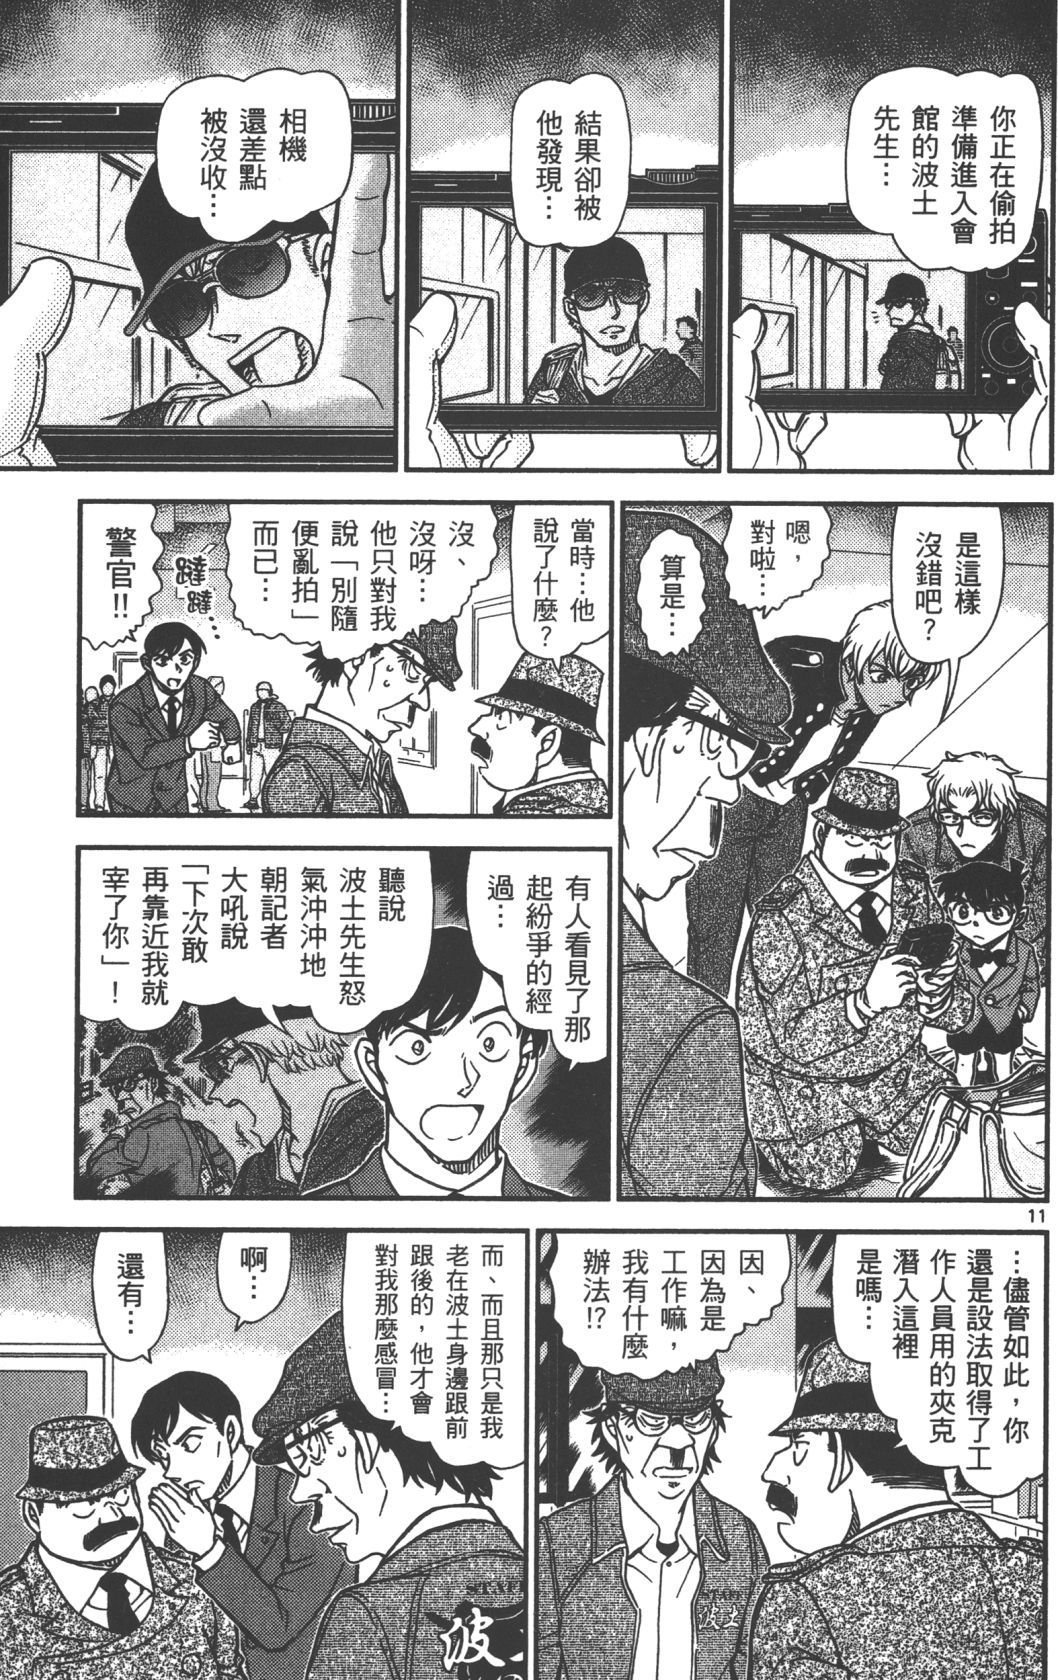 你正在偷拍
準備進入會
館的波土
先生…
結果卻被
他發現…
相機
還差點
被沒收…
是這樣
沒錯吧?
嗯,
對啦…
算是…
當時…他
說了什麼?
沒、
沒呀…
他只對我
說「別隨
便亂拍」
而已…
躂躂…
警官!!
有人看見了那
起紛爭的經
過…
聽說
波土先生怒
氣沖沖地
朝記者
大吼說
「下次敢
再靠近我就
宰了你」!
11
…儘管如此,你
還是設法取得了工
作人員用的夾克
潛入這裡
是嗎…
因、
因為是
工作嘛,
我有什麼
辦法!?
STAFF
波土
而、而且那只是我
老在波土身邊跟前
跟後的,他才會
對我那麼感冒…
啊…
還有…
STAFF
波